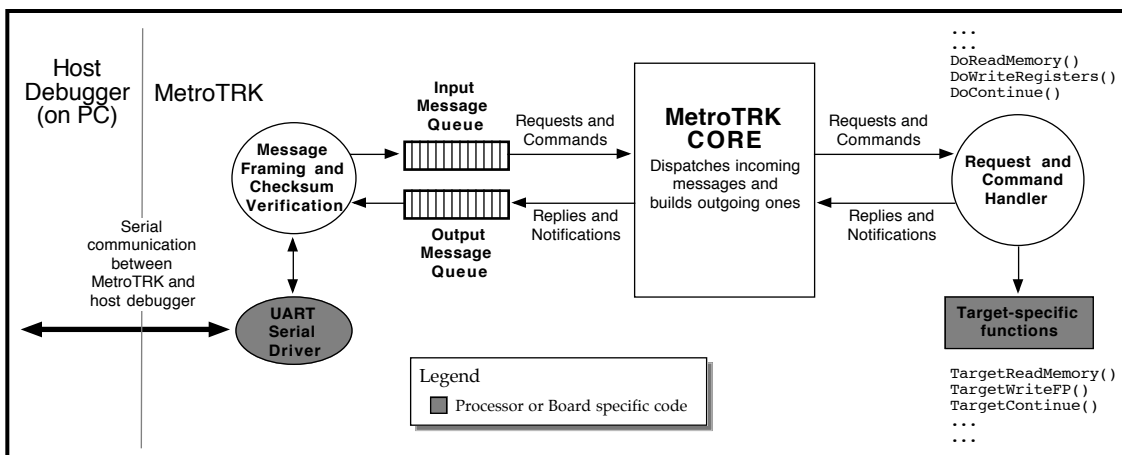 Host
Debugger
(on PC)
MetroTRK
Message
Framing and
Checksum
Verification
Input
Message
Queue
Requests and
Commands
MetroTRK
CORE
Dispatches incoming
messages and
builds outgoing ones
Requests and
Commands
...
...
DoReadMemory()
DoWriteRegisters()
DoContinue()
Request and
Command
Handler
Replies and
Notifications
Output
Message
Queue
Replies and
Notifications
Serial
communication
between
MetroTRK and
host debugger
UART
Serial
Driver
Target-specific
functions
TargetReadMemory()
TargetWriteFP()
TargetContinue()
...
...
Legend
Processor or Board specific code